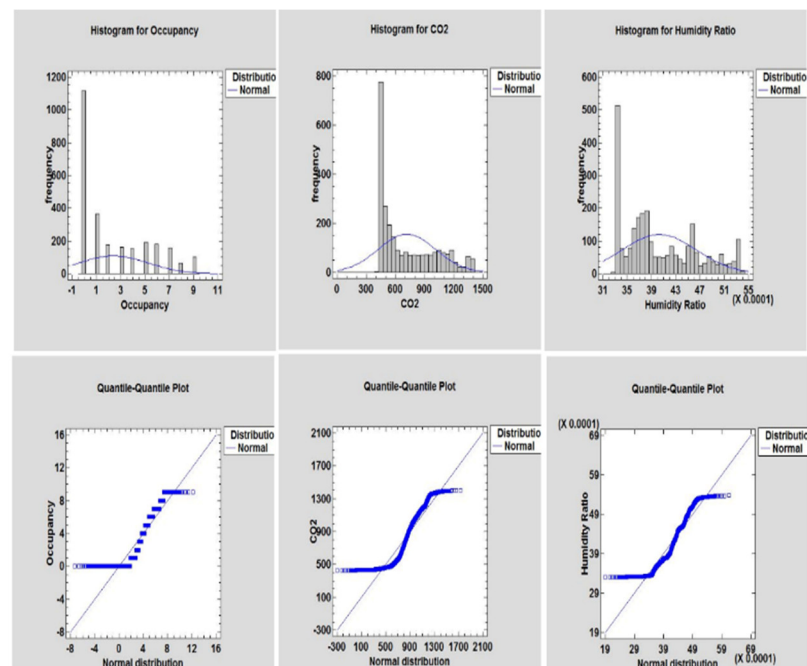 Histogram for Occupancy
Distributio
Normal
frequency
1200
1000
800
600
400
200
0
-1 1 3 5 7 9 11
Occupancy
Histogram for CO2
Distributio
Normal
frequency
800
600
400
200
0
0 300 600 900 1200 1500
CO2
Histogram for Humidity Ratio
Distributio
Normal
frequency
600
500
400
300
200
100
0
31 35 39 43 47 51 55
(X 0.0001)
Humidity Ratio
Quantile-Quantile Plot
Distributio
Normal
Occupancy
16
12
8
4
0
-4
-8
-8 -4 0 4 8 12 16
Normal distribution
Quantile-Quantile Plot
Distributio
Normal
CO2
2100
1700
1300
900
500
100
-300
-300 100 500 900 1300 1700 2100
Normal distribution
Quantile-Quantile Plot
(X 0.0001)
Distributio
Normal
Humidity Ratio
69
59
49
39
29
19
19 29 39 49 59 69
(X 0.0001)
Normal distribution